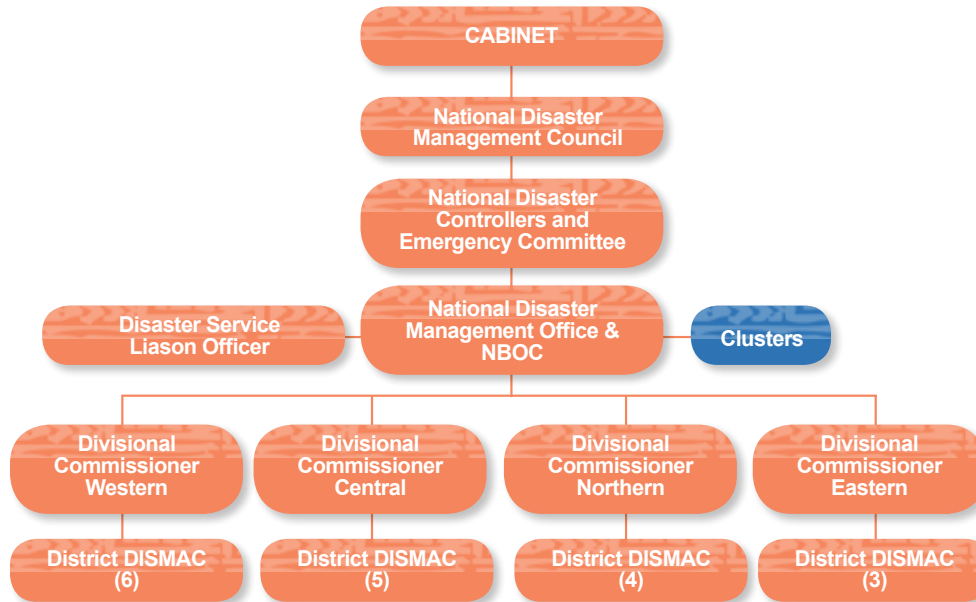 CABINET
National Disaster
Management Council
National Disaster
Controllers and
Emergency Committee
National Disaster
Management Office &
NBOC
Disaster Service
Liason Officer
Clusters
Divisional
Commissioner
Western
Divisional
Commissioner
Central
Divisional
Commissioner
Northern
Divisional
Commissioner
Eastern
District DISMAC
(6)
District DISMAC
(5)
District DISMAC
(4)
District DISMAC
(3)